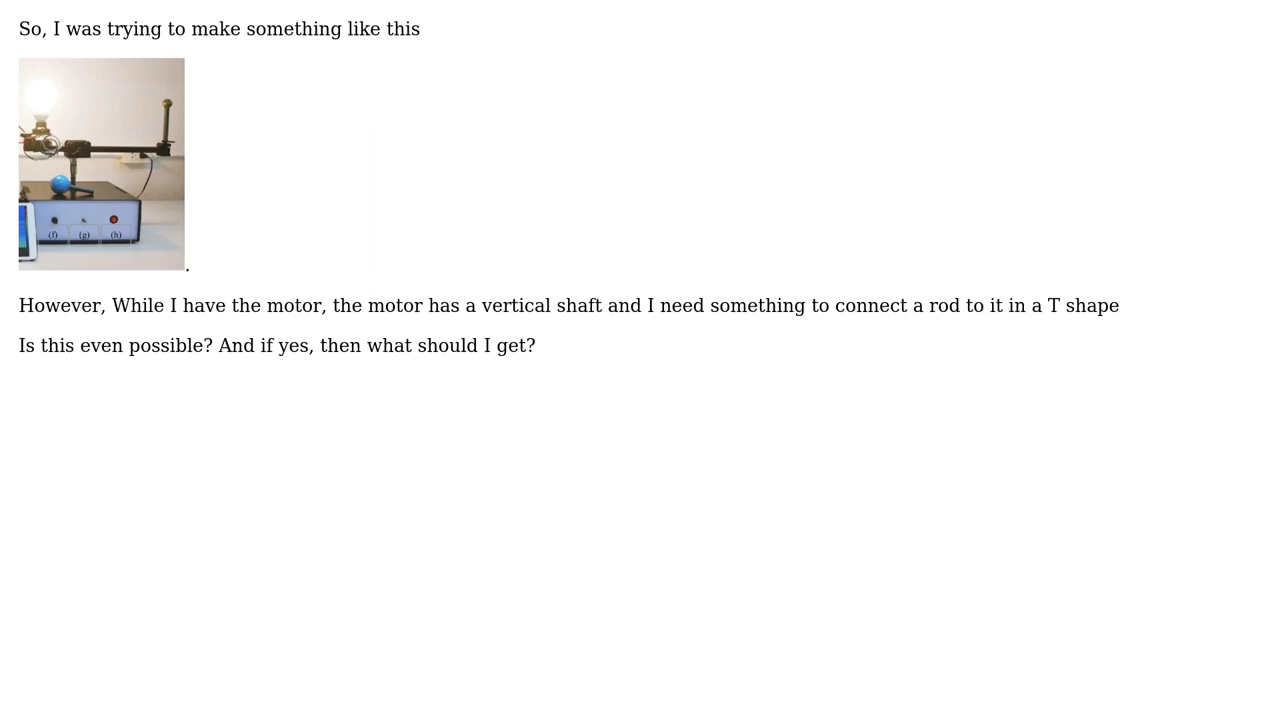 So, I was trying to make something like this
(f) (g) (h)
.
However, While I have the motor, the motor has a vertical shaft and I need something to connect a rod to it in a T shape
Is this even possible? And if yes, then what should I get?